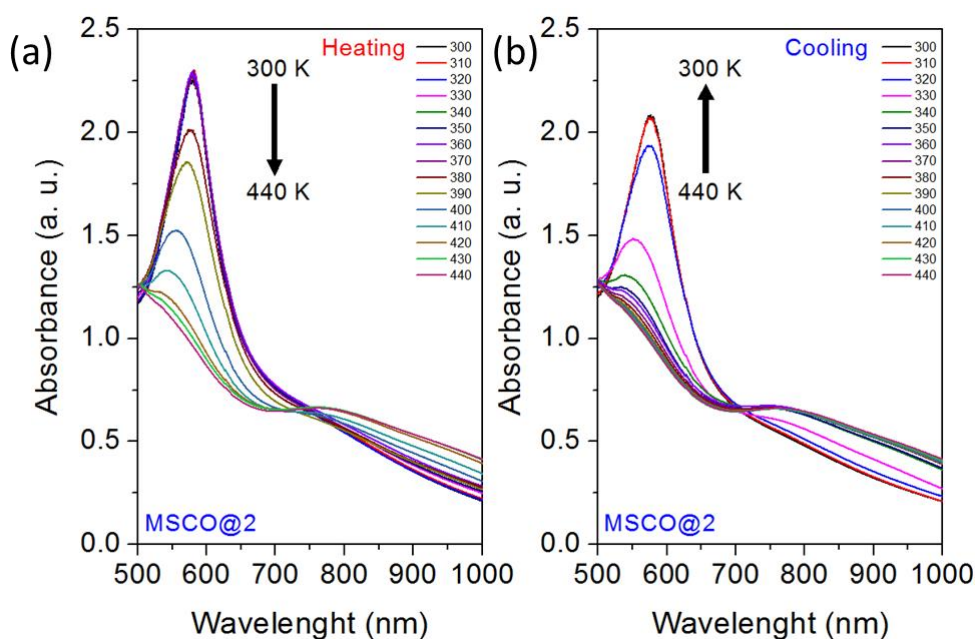 (a)
2.5
2.0
1.5
1.0
0.5
0.0
Absorbance (a. u.)
Heating
300 K
440 K
300
310
320
330
340
350
360
370
380
390
400
410
420
430
440
MSCO@2
500 600 700 800 900 1000
Wavelenght (nm)
(b)
2.5
2.0
1.5
1.0
0.5
0.0
Absorbance (a. u.)
Cooling
300 K
440 K
300
310
320
330
340
350
360
370
380
390
400
410
420
430
440
MSCO@2
500 600 700 800 900 1000
Wavelenght (nm)